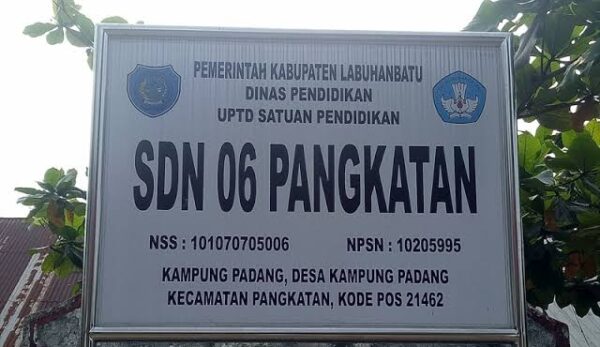 PEMERINTAH KABUPATEN LABUHANBATU
DINAS PENDIDIKAN
UPTD SATUAN PENDIDIKAN
SDN 06 PANGKATAN
NSS : 101070705006 NPSN : 10205995
KAMPUNG PADANG, DESA KAMPUNG PADANG
KECAMATAN PANGKATAN, KODE POS 21462